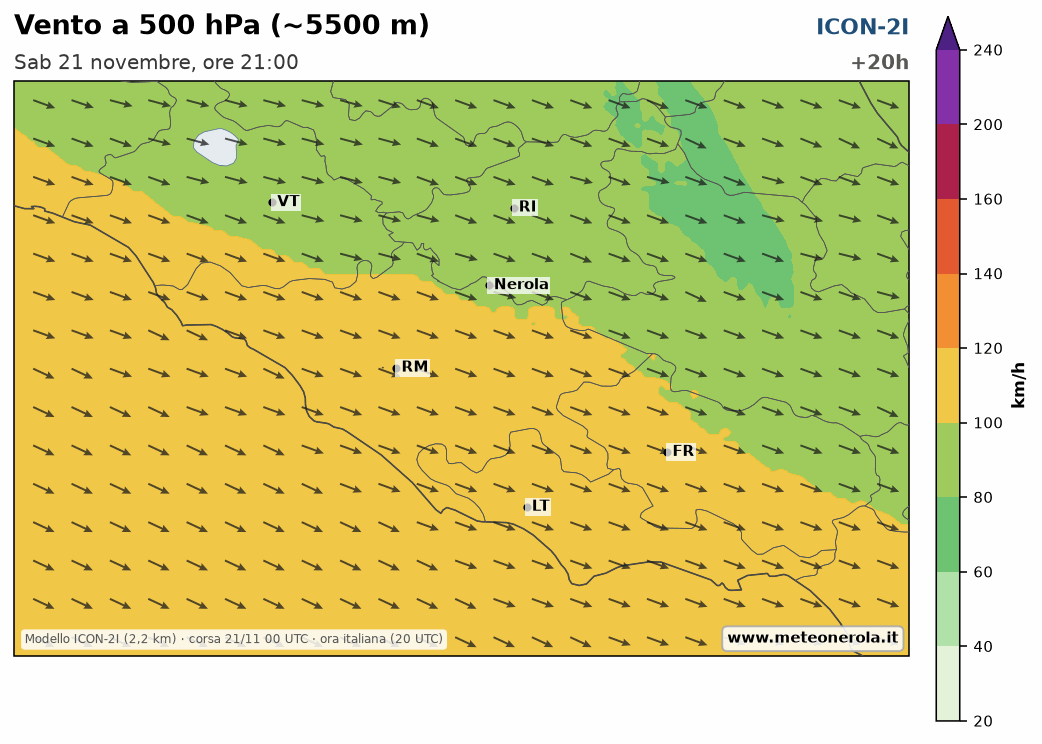 Vento a 500 hPa (~5500 m)
ICON-2I
Sab 21 novembre, ore 21:00
+20h
240
200
160
140
120
100
80
60
40
20
km/h
VT
RI
Nerola
RM
FR
LT
Modello ICON-2I (2,2 km) · corsa 21/11 00 UTC · ora italiana (20 UTC)
www.meteonerola.it